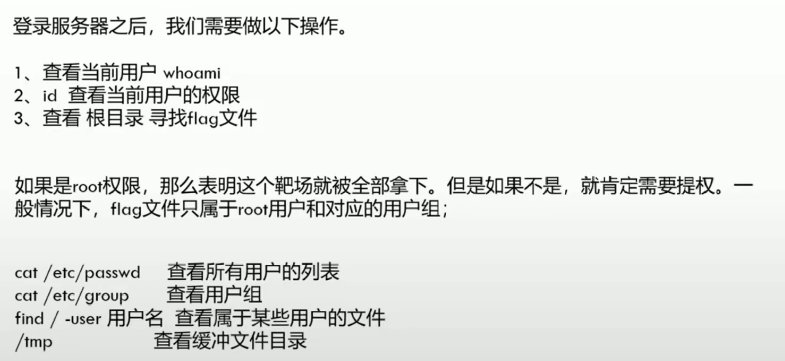 登录服务器之后，我们需要做以下操作。
1、查看当前用户 whoami
2、id 查看当前用户的权限
3、查看 根目录 寻找flag文件
如果是root权限，那么表明这个靶场就被全部拿下。但是如果不是，就肯定需要提权。一
般情况下，flag文件只属于root用户和对应的用户组；
cat /etc/passwd 查看所有用户的列表
cat /etc/group 查看用户组
find / -user 用户名 查看属于某些用户的文件
/tmp 查看缓冲文件目录